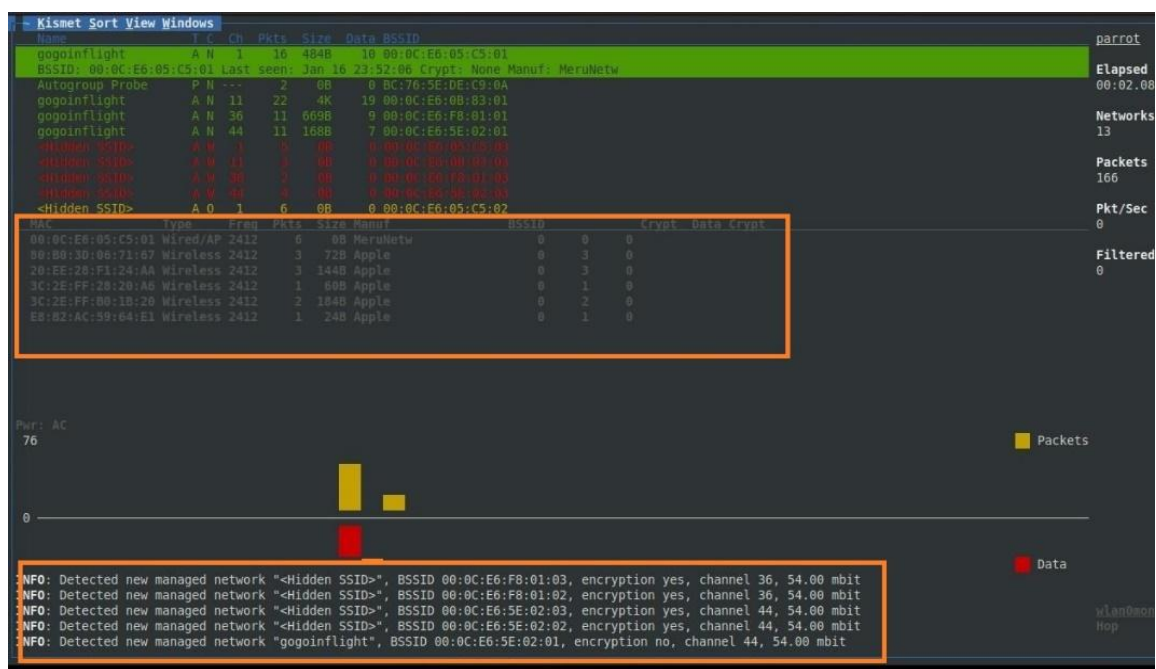 ~ Kismet Sort View Windows
Name T C Ch Pkts Size Data BSSID
gogoinflight A N 1 16 484B 10 00:0C:E6:05:C5:01
BSSID: 00:0C:E6:05:C5:01 Last seen: Jan 16 23:52:06 Crypt: None Manuf: MeruNetw
Autogroup Probe P N --- 2 0B 0 BC:76:5E:DE:C9:0A
gogoinflight A N 11 22 4K 19 00:0C:E6:0B:83:01
gogoinflight A N 36 11 669B 9 00:0C:E6:F8:01:01
gogoinflight A N 44 11 168B 7 00:0C:E6:5E:02:01
<Hidden SSID>
<Hidden SSID>
<Hidden SSID>
<Hidden SSID>
<Hidden SSID> A O 1 6 0B 0 00:0C:E6:05:C5:02
MAC Type Freq Pkts Size Manuf BSSID Crypt Data Crypt
00:0C:E6:05:C5:01 Wired/AP 2412 6 0B MeruNetw 0 0 0
80:B0:3D:06:71:67 Wireless 2412 3 72B Apple 0 3 0
20:EE:28:F1:24:AA Wireless 2412 3 144B Apple 0 3 0
3C:2E:FF:28:20:A6 Wireless 2412 1 60B Apple 0 1 0
3C:2E:FF:B0:1B:20 Wireless 2412 2 184B Apple 0 2 0
E8:82:AC:59:64:E1 Wireless 2412 1 24B Apple 0 1 0
parrot
Elapsed
00:02.08
Networks
13
Packets
166
Pkt/Sec
0
Filtered
0
Pwr: AC
76
Packets
0
Data
INFO: Detected new managed network "<Hidden SSID>", BSSID 00:0C:E6:F8:01:03, encryption yes, channel 36, 54.00 mbit
INFO: Detected new managed network "<Hidden SSID>", BSSID 00:0C:E6:F8:01:02, encryption yes, channel 36, 54.00 mbit
INFO: Detected new managed network "<Hidden SSID>", BSSID 00:0C:E6:5E:02:03, encryption yes, channel 44, 54.00 mbit
INFO: Detected new managed network "<Hidden SSID>", BSSID 00:0C:E6:5E:02:02, encryption yes, channel 44, 54.00 mbit
INFO: Detected new managed network "gogoinflight", BSSID 00:0C:E6:5E:02:01, encryption no, channel 44, 54.00 mbit
wlan0mon
Hop